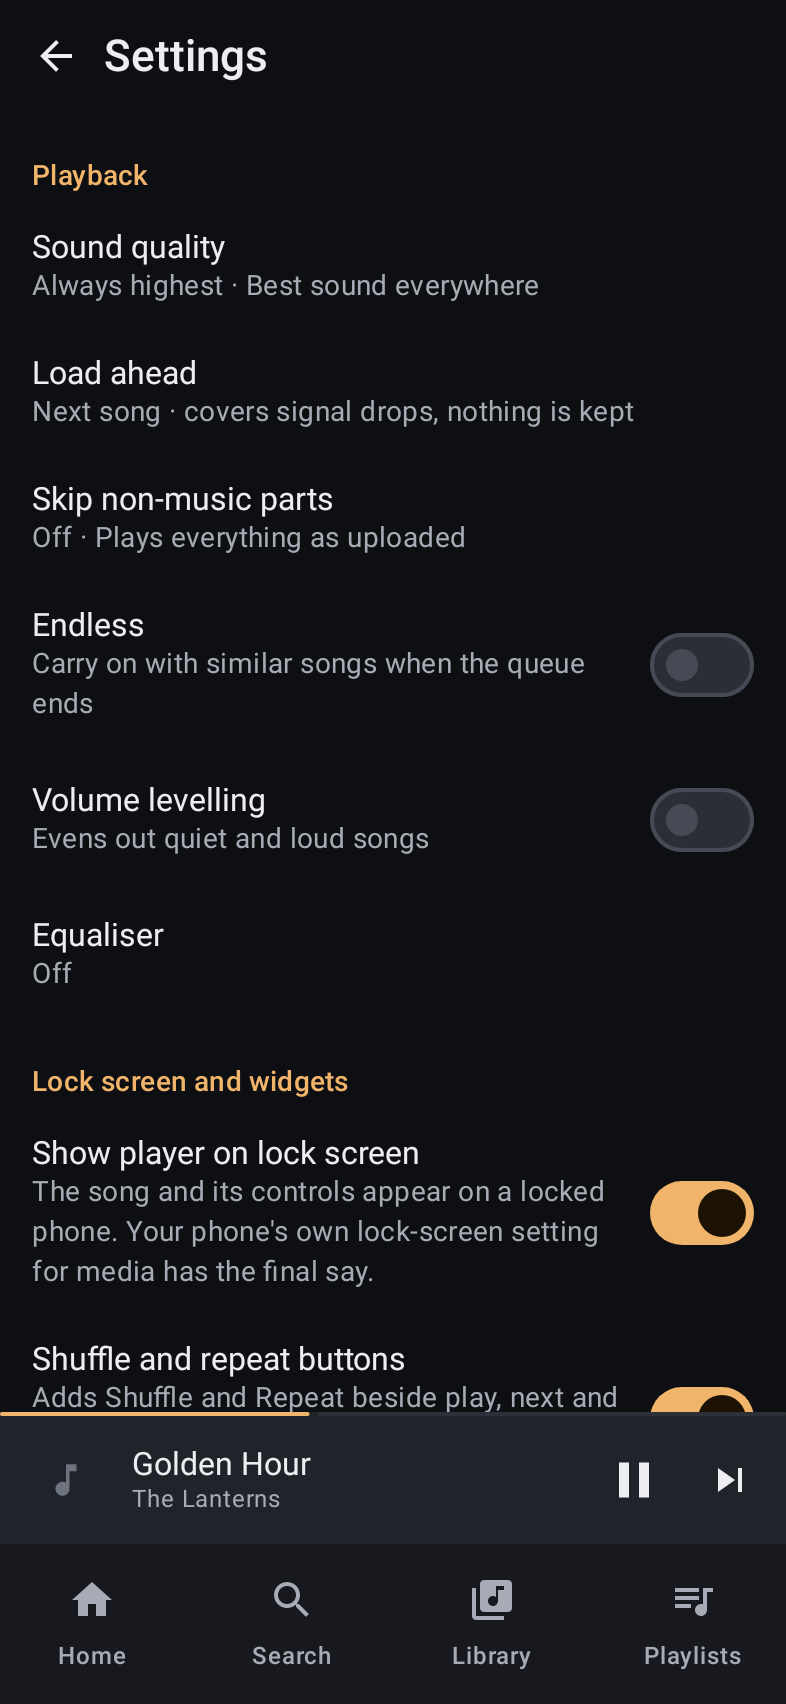 Settings
Playback
Sound quality
Always highest · Best sound everywhere
Load ahead
Next song · covers signal drops, nothing is kept
Skip non-music parts
Off · Plays everything as uploaded
Endless
Carry on with similar songs when the queue
ends
Volume levelling
Evens out quiet and loud songs
Equaliser
Off
Lock screen and widgets
Show player on lock screen
The song and its controls appear on a locked
phone. Your phone's own lock-screen setting
for media has the final say.
Shuffle and repeat buttons
Adds Shuffle and Repeat beside play, next and
Golden Hour
The Lanterns
Home
Search
Library
Playlists